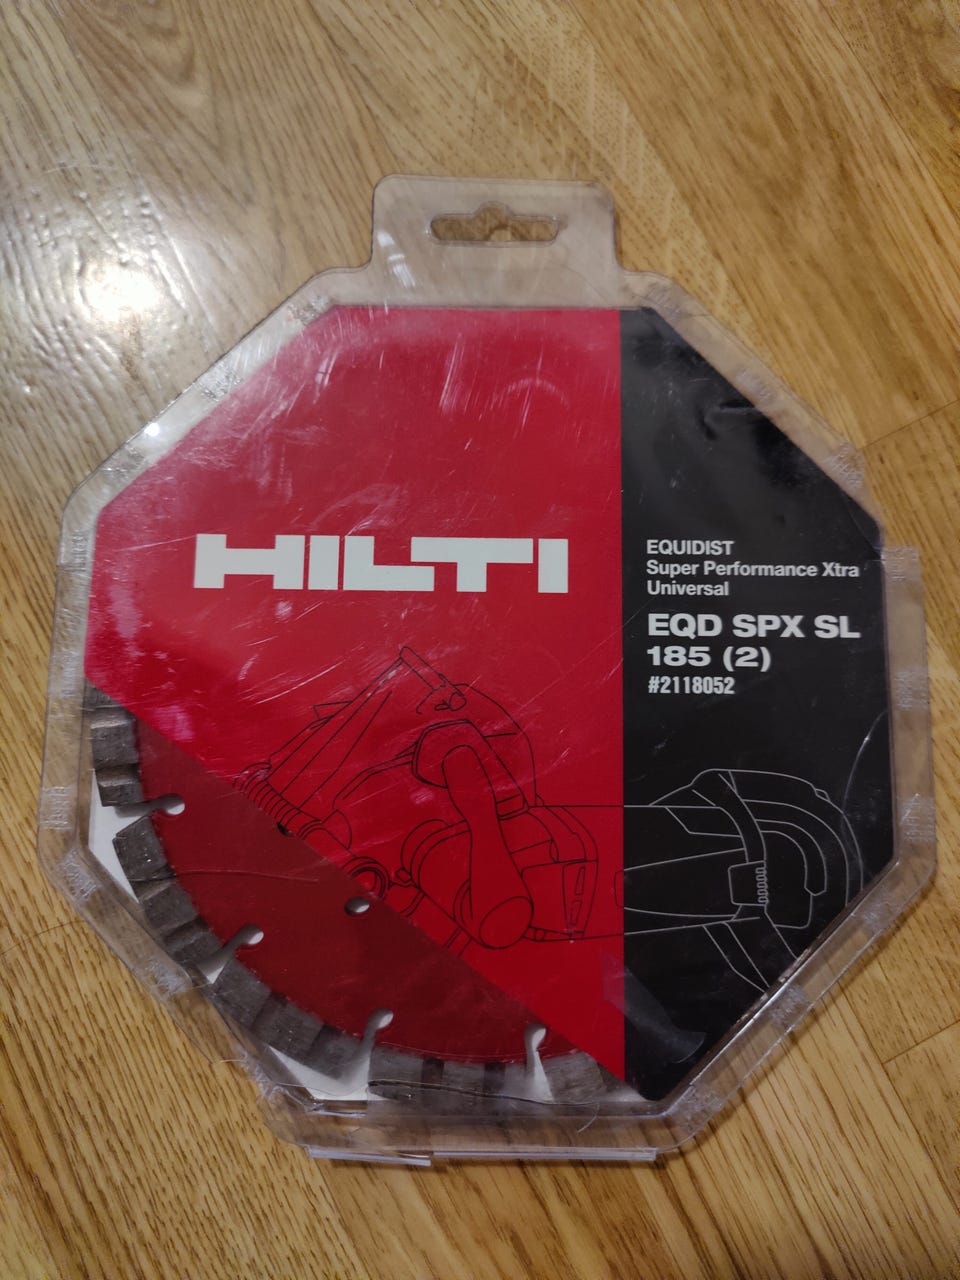 HILTI
EQUIDIST
Super Performance Xtra
Universal
EQD SPX SL
185 (2)
#2118052